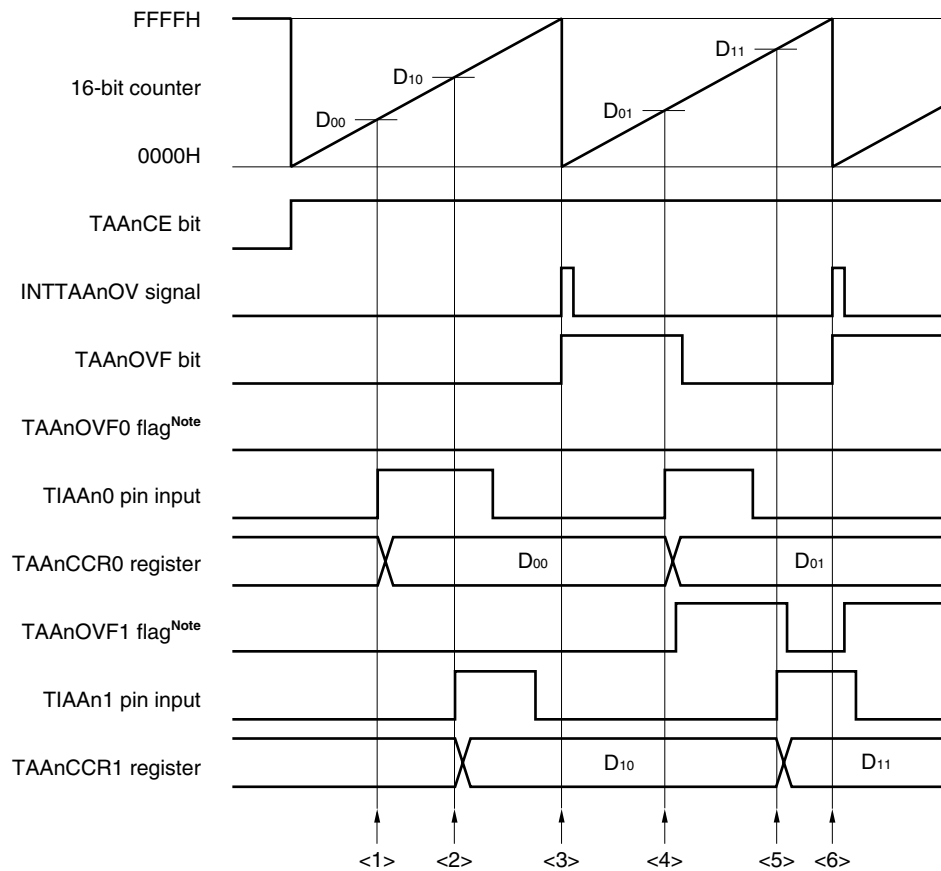 FFFFH
D11
D10
16-bit counter
D01
D00
0000H
TAAnCE bit
INTTAAnOV signal
TAAnOVF bit
TAAnOVF0 flagNote
TIAAn0 pin input
TAAnCCR0 register
D00
D01
TAAnOVF1 flagNote
TIAAn1 pin input
TAAnCCR1 register
D10
D11
<1> <2> <3> <4> <5> <6>